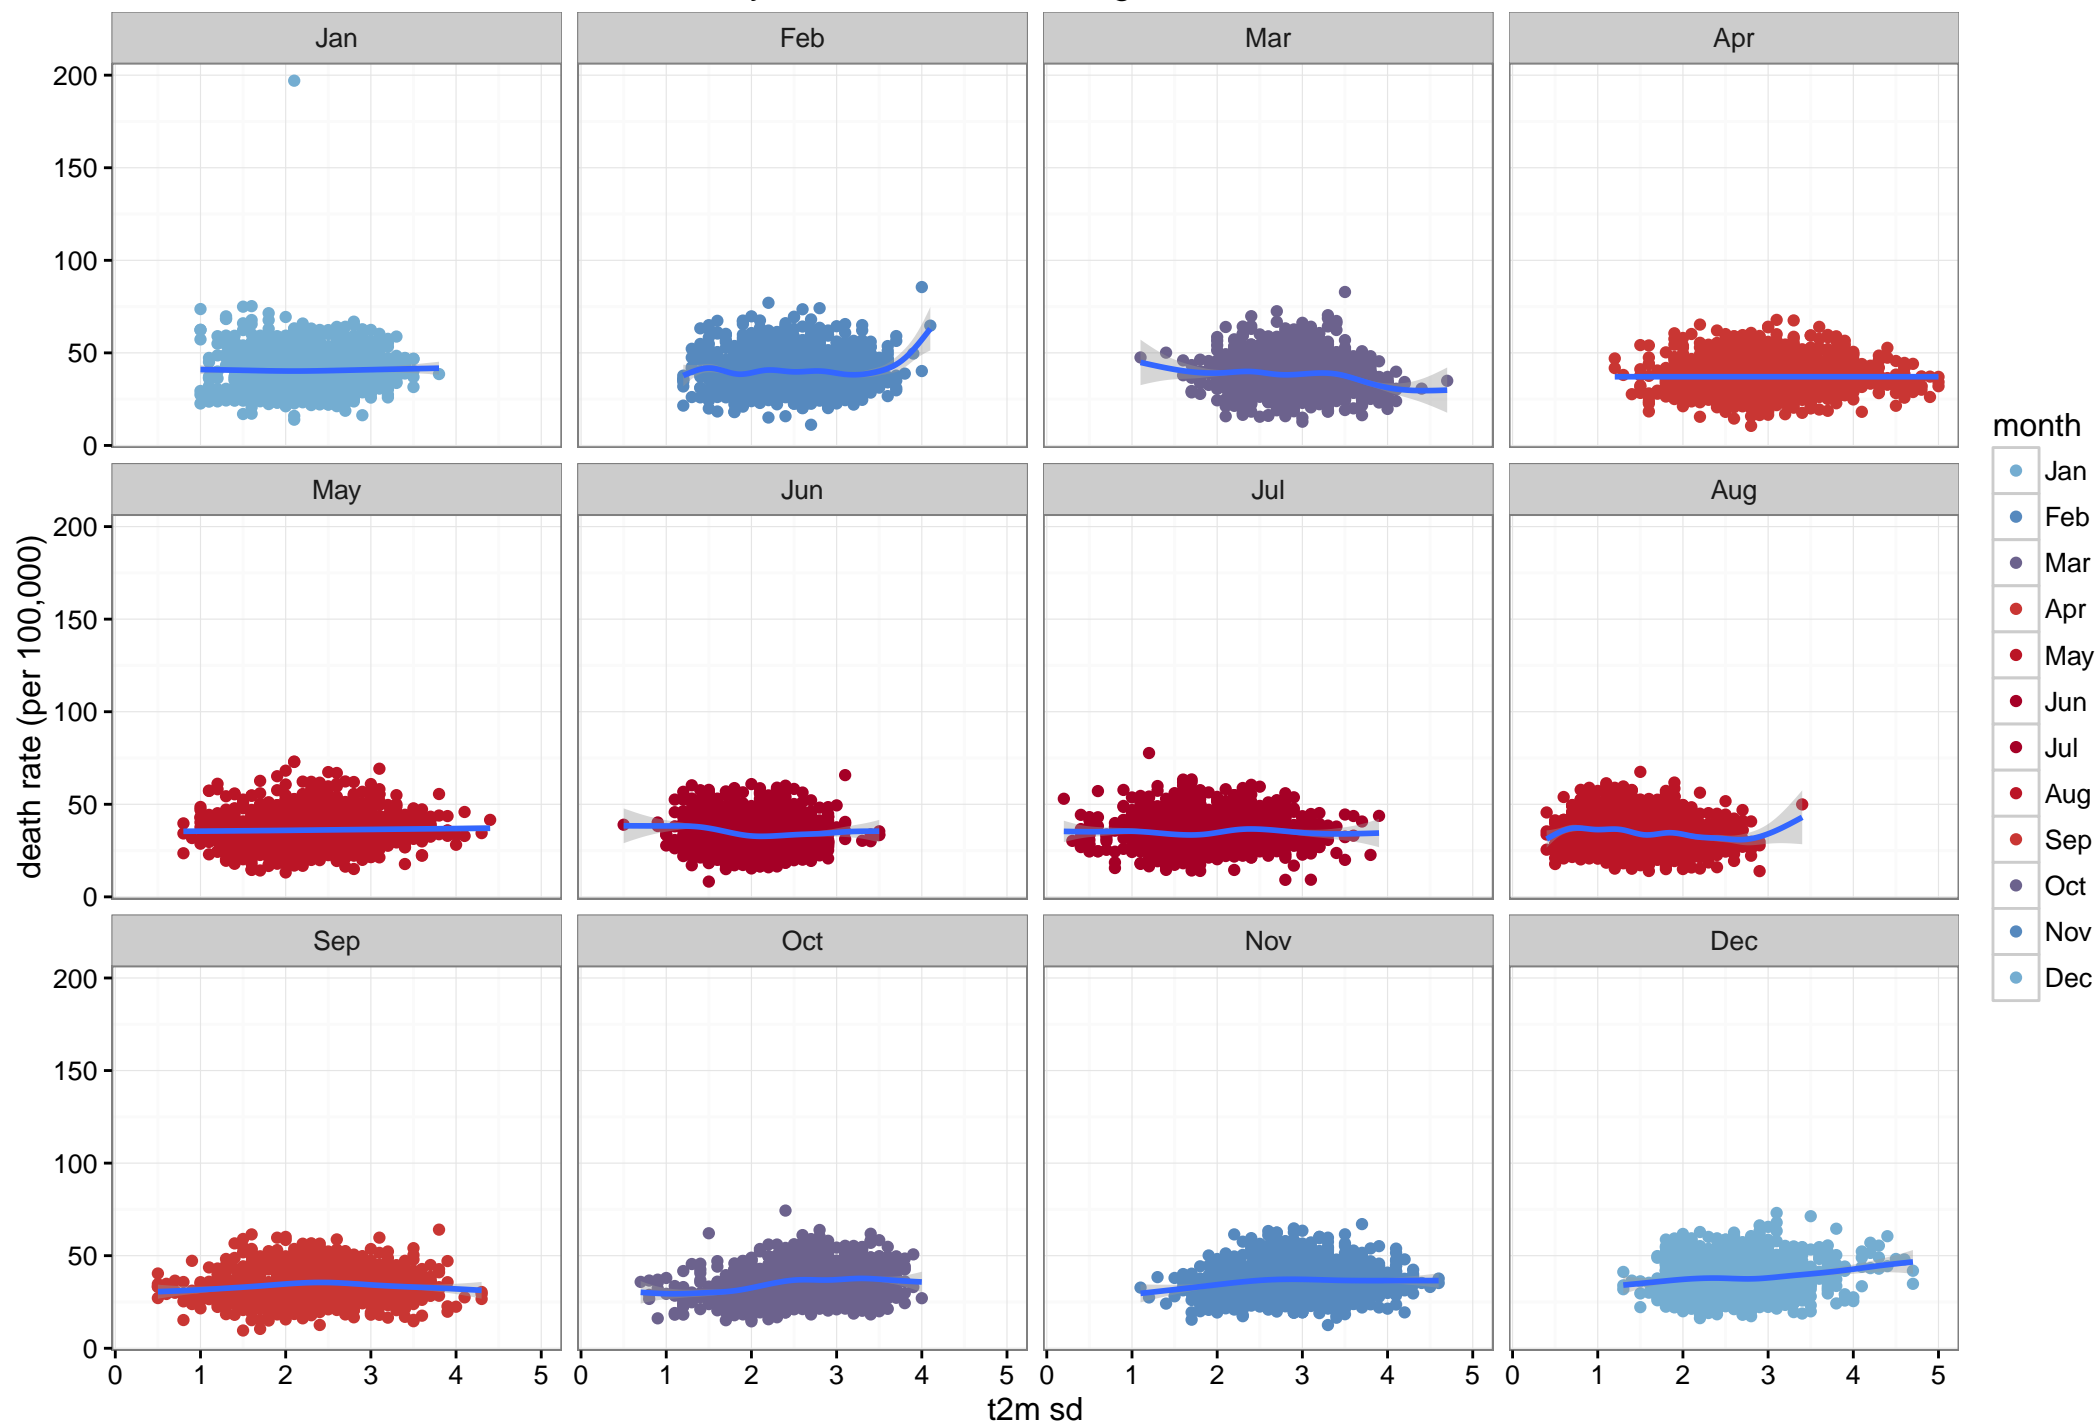 Jan Feb Mar Apr
200
150
100
50
0
May Jun Jul Aug
200
150
100
50
0
Sep Oct Nov Dec
200
150
100
50
0
0 1 2 3 4 5 0 1 2 3 4 5 0 1 2 3 4 5 0 1 2 3 4 5
t2m sd
death rate (per 100,000)
month
Jan
Feb
Mar
Apr
May
Jun
Jul
Aug
Sep
Oct
Nov
Dec